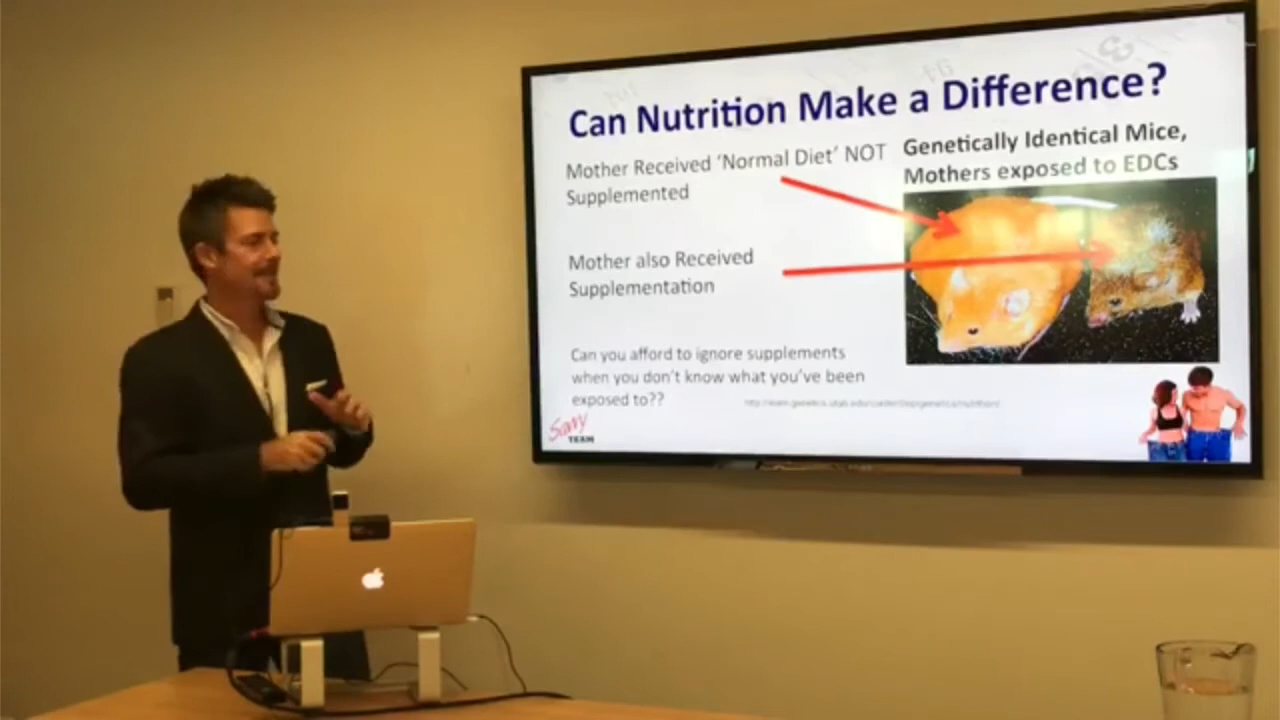 Can Nutrition Make a Difference?
Mother Received ‘Normal Diet’ NOT
Supplemented
Genetically Identical Mice,
Mothers exposed to EDCs
Mother also Received
Supplementation
Can you afford to ignore supplements
when you don’t know what you’ve been
exposed to??
TEAM